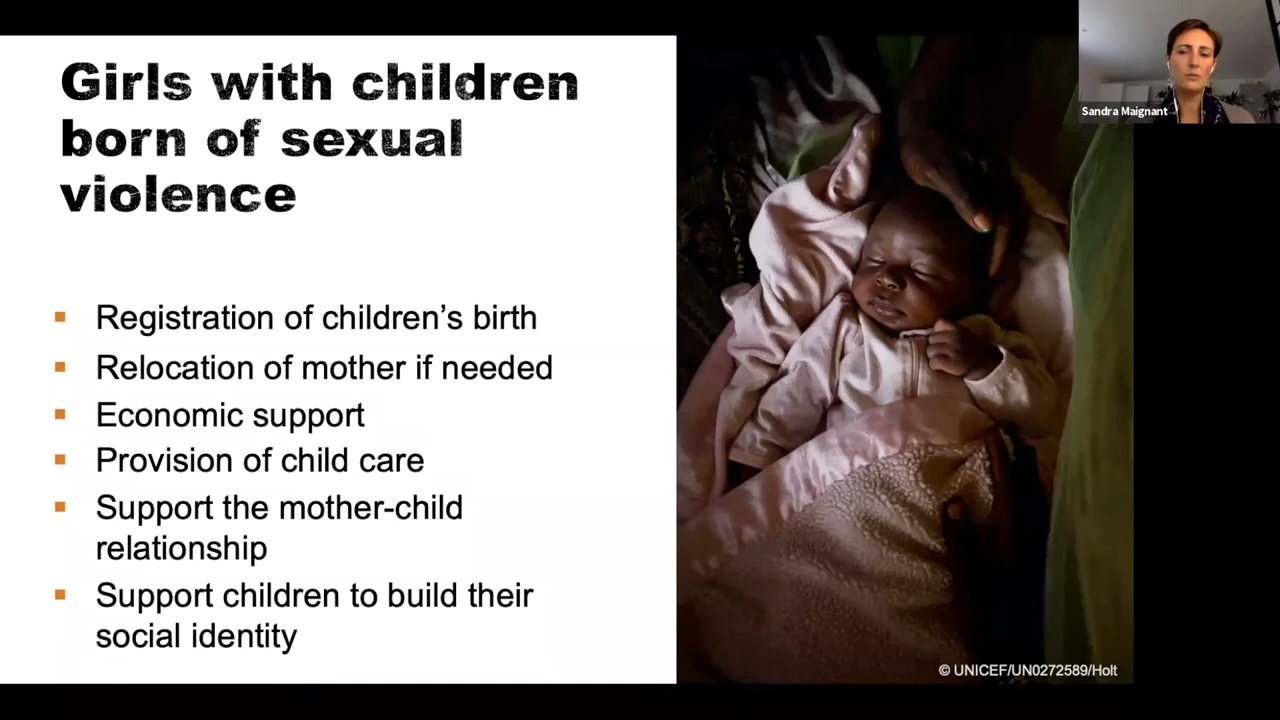 Girls with children
born of sexual
violence
▪ Registration of children’s birth
▪ Relocation of mother if needed
▪ Economic support
▪ Provision of child care
▪ Support the mother-child
relationship
▪ Support children to build their
social identity
© UNICEF/UN0272589/Holt
Sandra Maignant